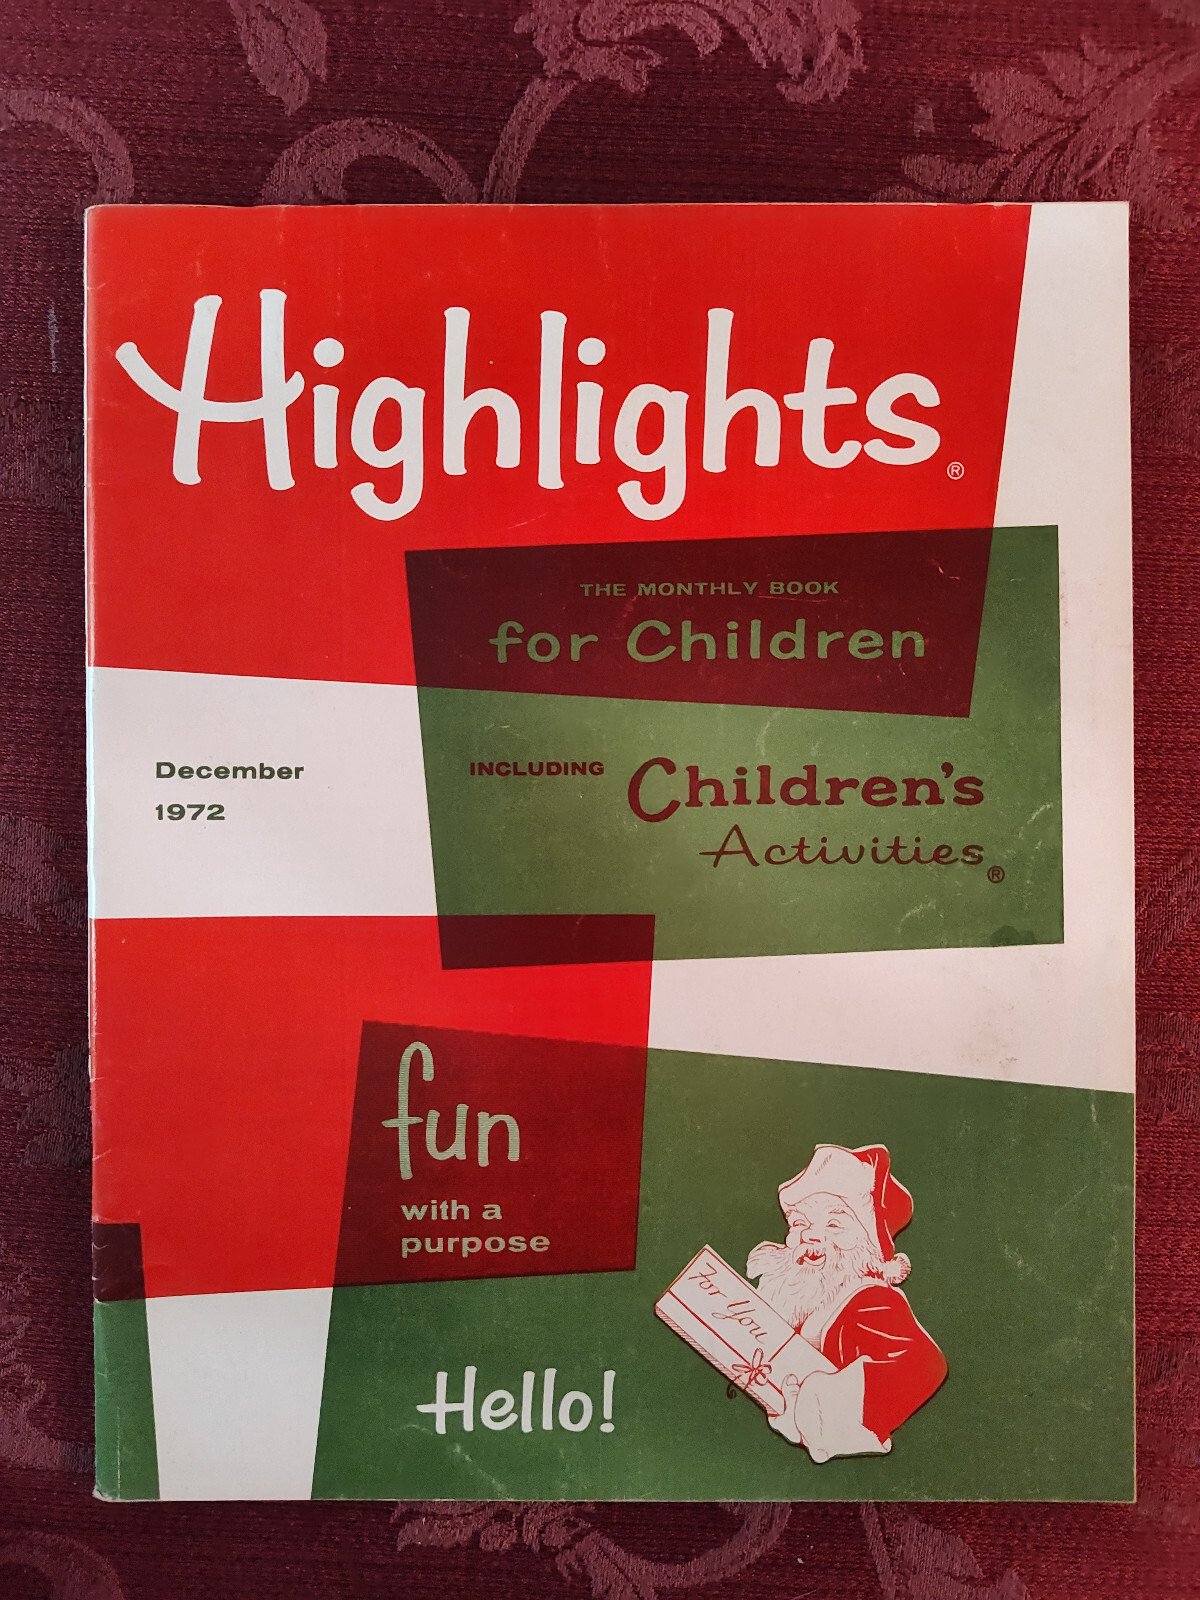 Highlights®
THE MONTHLY BOOK
for Children
December
1972
INCLUDING Children's
Activities®
fun
with a
purpose
For You
Hello!